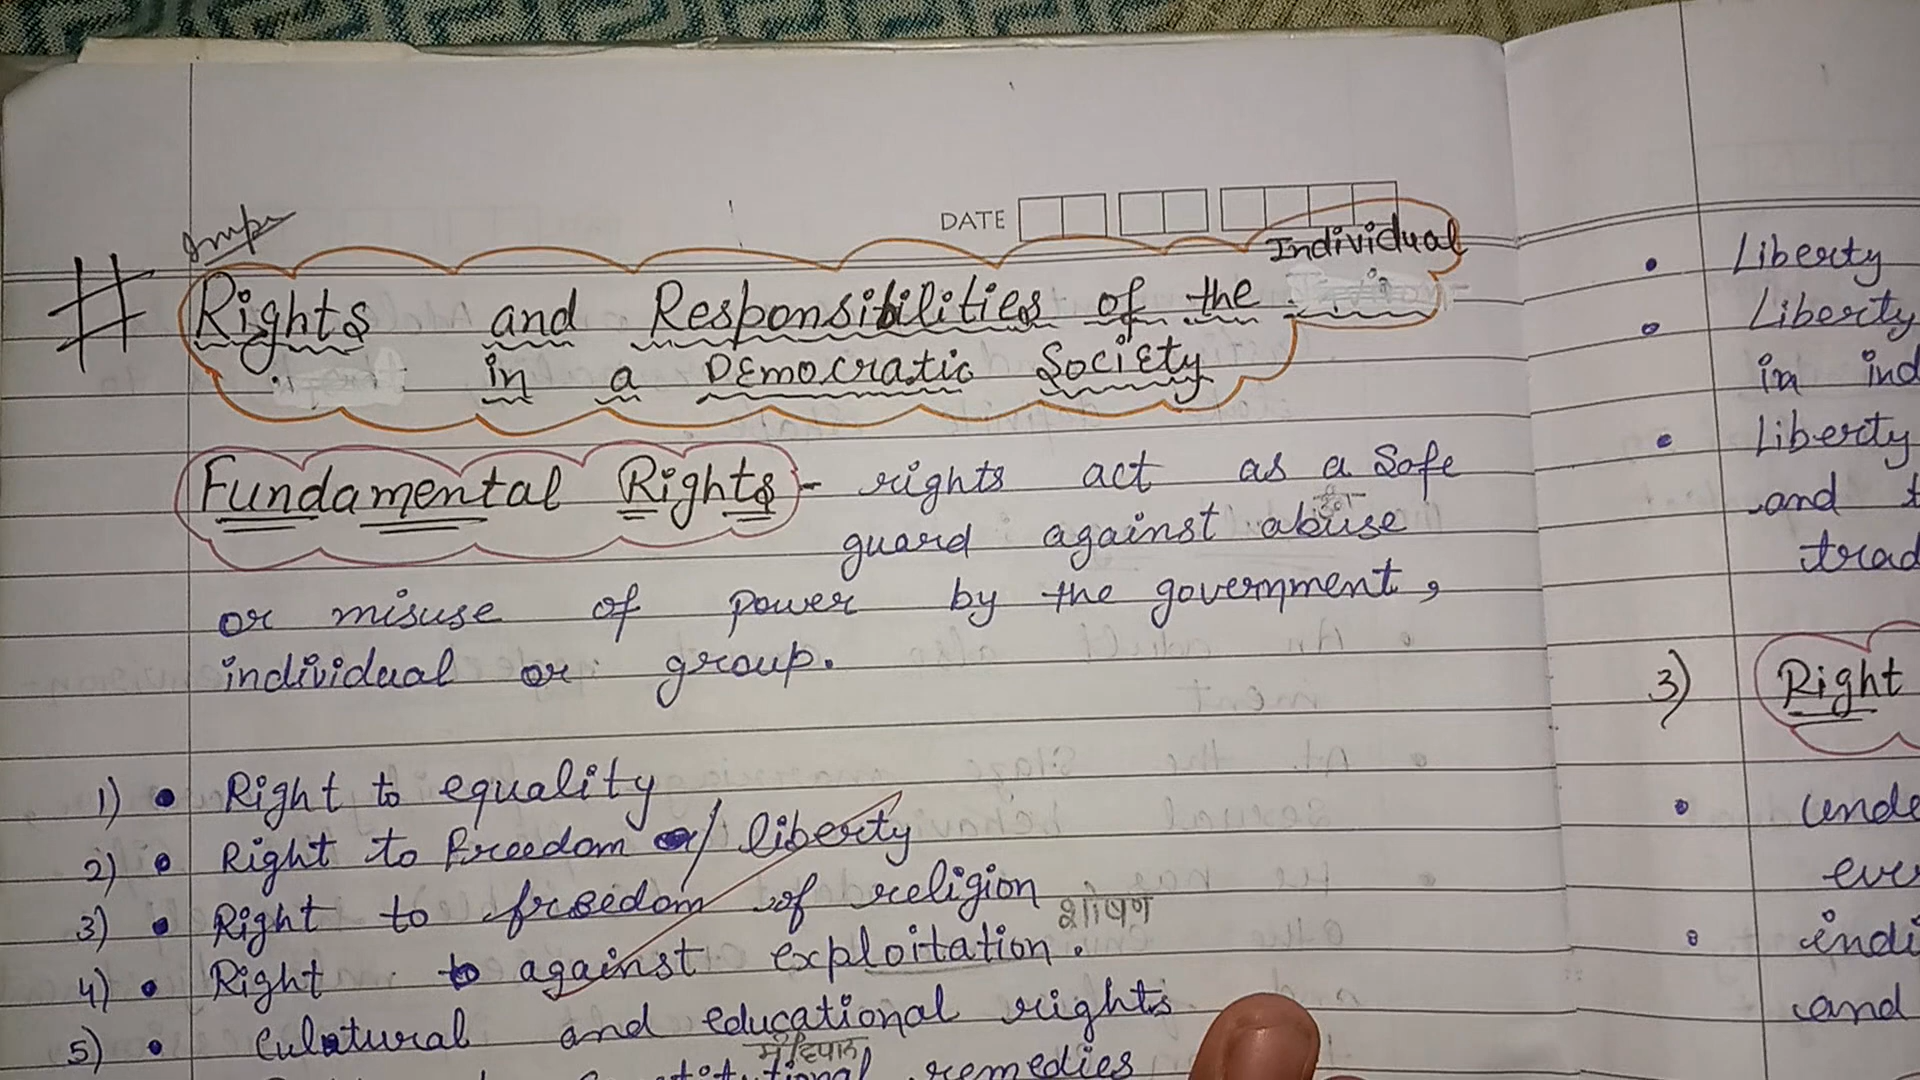 Imp
DATE
Individual
# Rights and Responsibilities of the
in a DEmocratic Society
Fundamental Rights - rights act as a Safe
guard against abuse
or misuse of power by the government,
individual or group.
1) • Right to equality
2) • Right to freedom or/ liberty
3) • Right to freedom of religion
शोषण
4) • Right to against exploitation.
5) • Culatural and educational rights
remedies
• Liberty
• Liberty
in ind
• Liberty
and t
trad
3) Right
• unde
ever
• indi
and